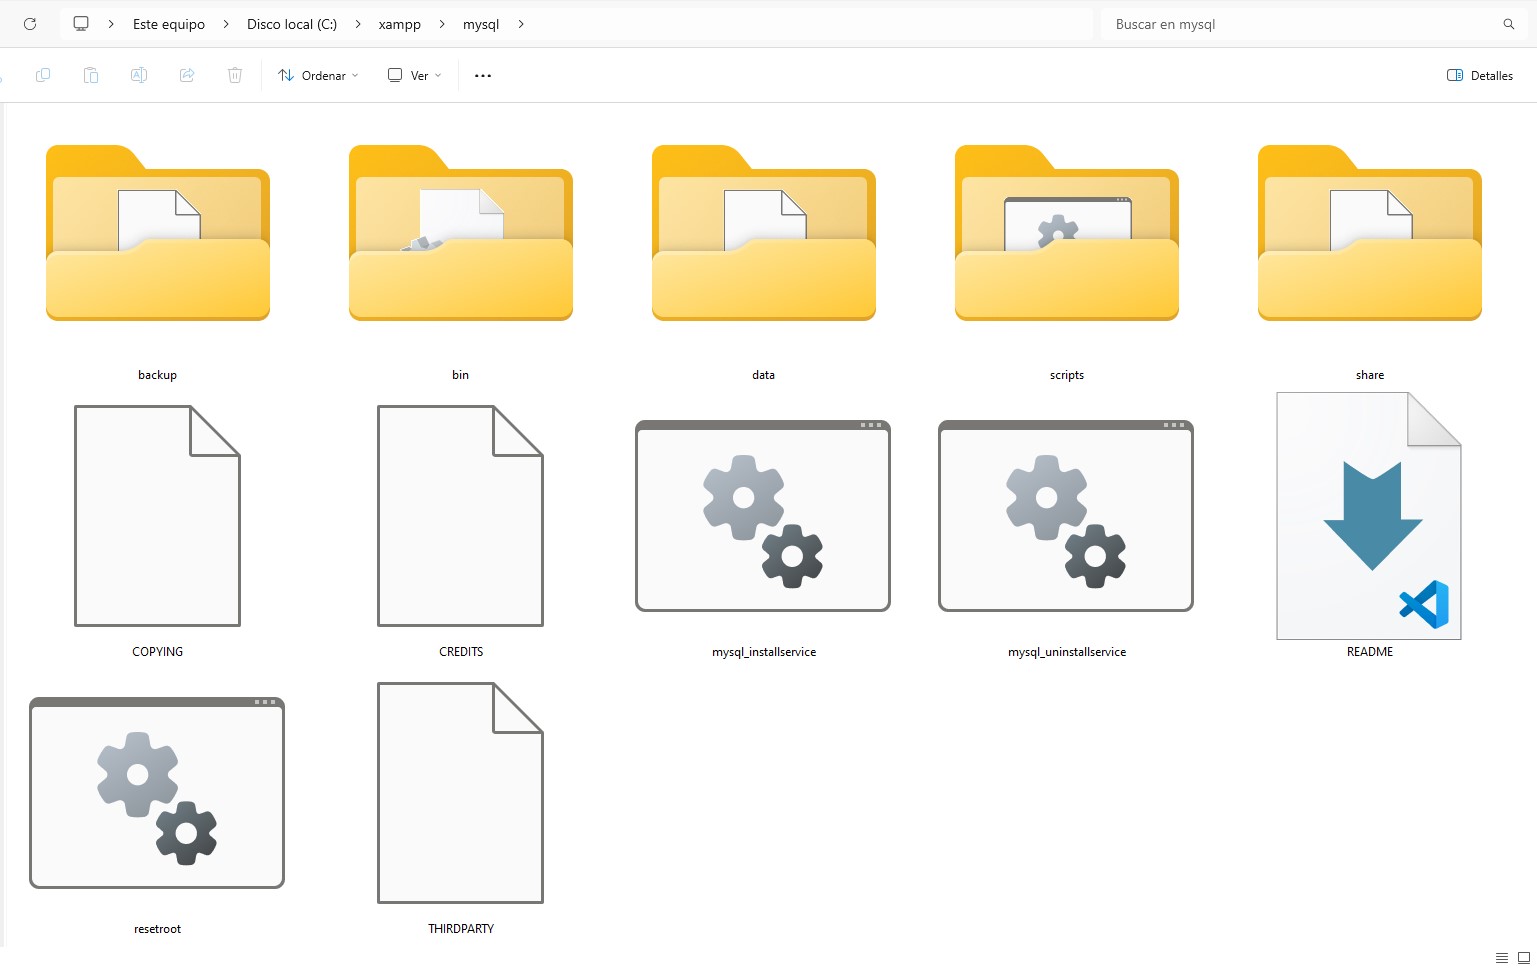 Este equipo > Disco local (C:) > xampp > mysql >
Buscar en mysql
Ordenar
Ver
Detalles
backup
bin
data
scripts
share
COPYING
CREDITS
mysql_installservice
mysql_uninstallservice
README
resetroot
THIRDPARTY